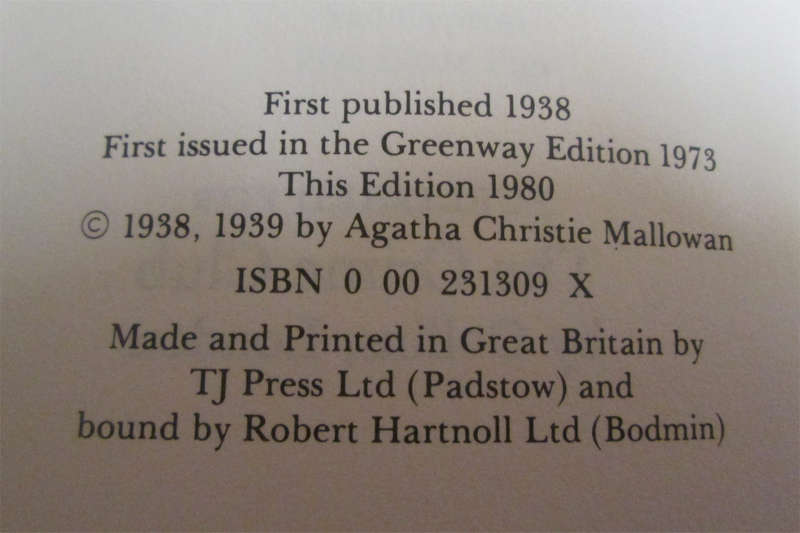 First published 1938
First issued in the Greenway Edition 1973
This Edition 1980
© 1938, 1939 by Agatha Christie Mallowan
ISBN 0 00 231309 X
Made and Printed in Great Britain by
TJ Press Ltd (Padstow) and
bound by Robert Hartnoll Ltd (Bodmin)